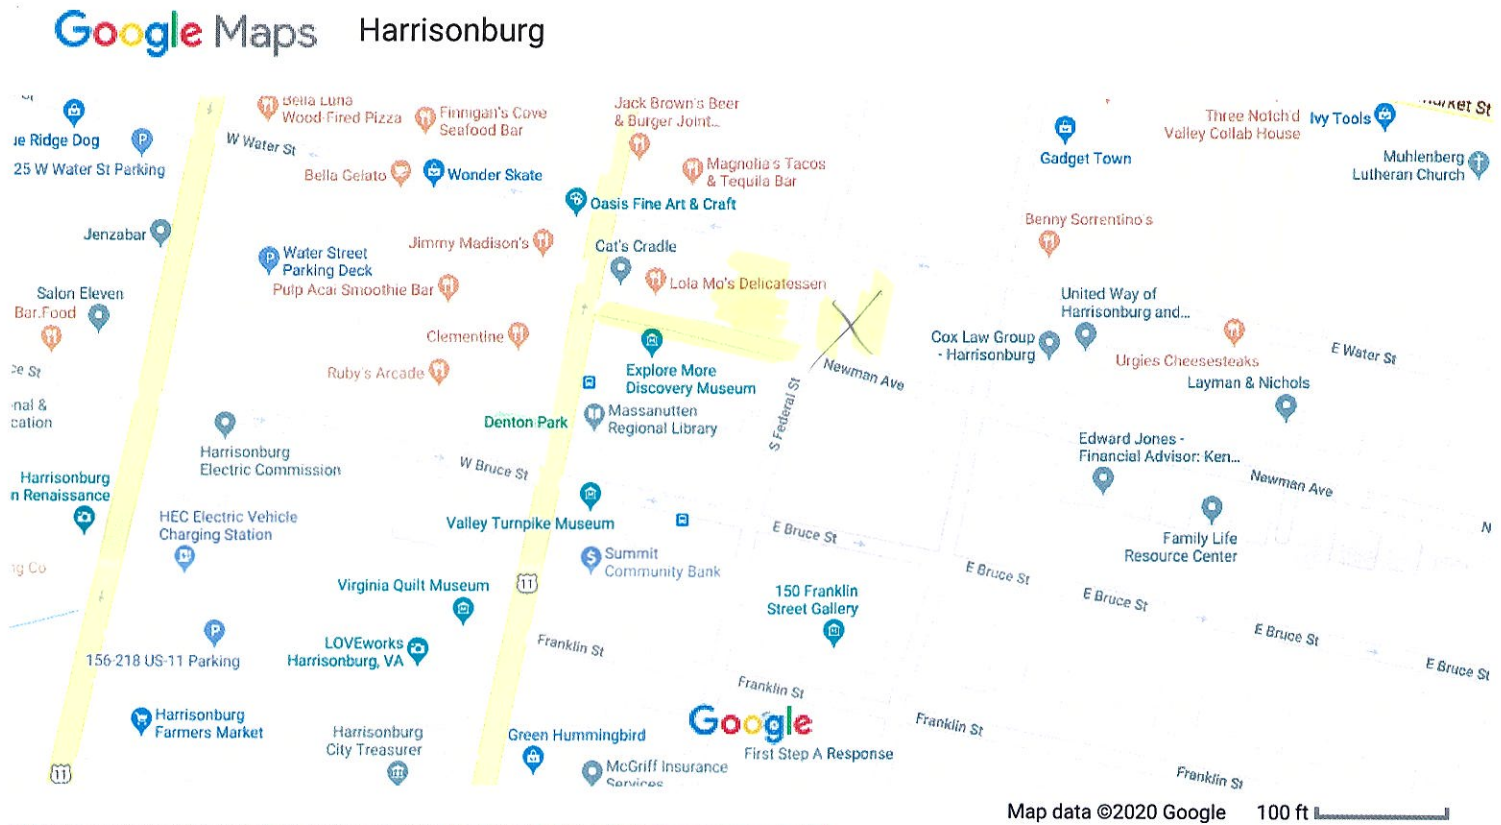 Google Maps Harrisonburg
Bella Luna
Wood-Fired Pizza
Finnigan's Cove
Seafood Bar
Jack Brown's Beer
& Burger Joint...
Three Notch'd
Valley Collab House
Ivy Tools
ue Ridge Dog
W Water St
25 W Water St Parking
Bella Gelato
Wonder Skate
Magnolia's Tacos
& Tequila Bar
Gadget Town
Muhlenberg
Lutheran Church
Oasis Fine Art & Craft
Jenzabar
Jimmy Madison's
Cat's Cradle
Benny Sorrentino's
Water Street
Parking Deck
Pulp Acai Smoothie Bar
Lola Mo's Delicatessen
Salon Eleven
Bar.Food
United Way of
Harrisonburg and...
Clementine
Cox Law Group
- Harrisonburg
Urgies Cheesesteaks
E Water St
Ruby's Arcade
Explore More
Discovery Museum
Newman Ave
Layman & Nichols
ce St
nal &
cation
Denton Park
Massanutten
Regional Library
S Federal St
Harrisonburg
Electric Commission
W Bruce St
Edward Jones -
Financial Advisor: Ken...
Newman Ave
Harrisonburg
n Renaissance
HEC Electric Vehicle
Charging Station
Valley Turnpike Museum
E Bruce St
Family Life
Resource Center
N
ng Co
Summit
Community Bank
11
Virginia Quilt Museum
150 Franklin
Street Gallery
E Bruce St
E Bruce St
E Bruce St
E Bruce St
156-218 US-11 Parking
LOVEworks
Harrisonburg, VA
Franklin St
Franklin St
Harrisonburg
Farmers Market
Harrisonburg
City Treasurer
Green Hummingbird
Google
First Step A Response
Franklin St
11
McGriff Insurance
Services
Franklin St
Map data ©2020 Google 100 ft